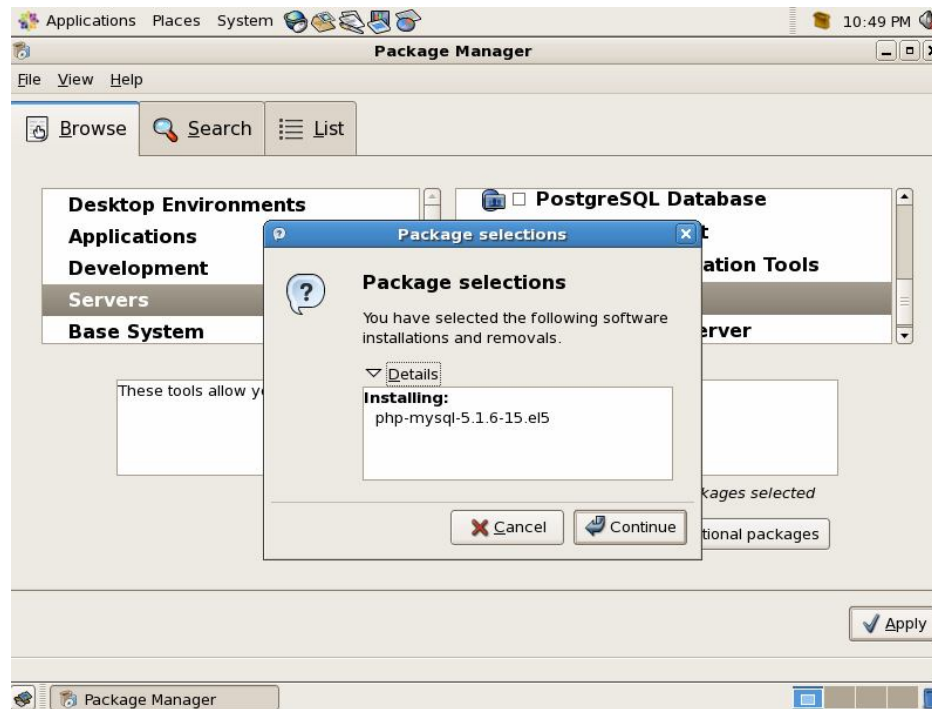 Applications Places System
10:49 PM
Package Manager
File View Help
Browse
Search
List
Desktop Environments
Applications
Development
Servers
Base System
PostgreSQL Database
t
ation Tools
erver
Package selections
Package selections
You have selected the following software
installations and removals.
Details
Installing:
php-mysql-5.1.6-15.el5
These tools allow y
kages selected
Cancel
Continue
tional packages
Apply
Package Manager